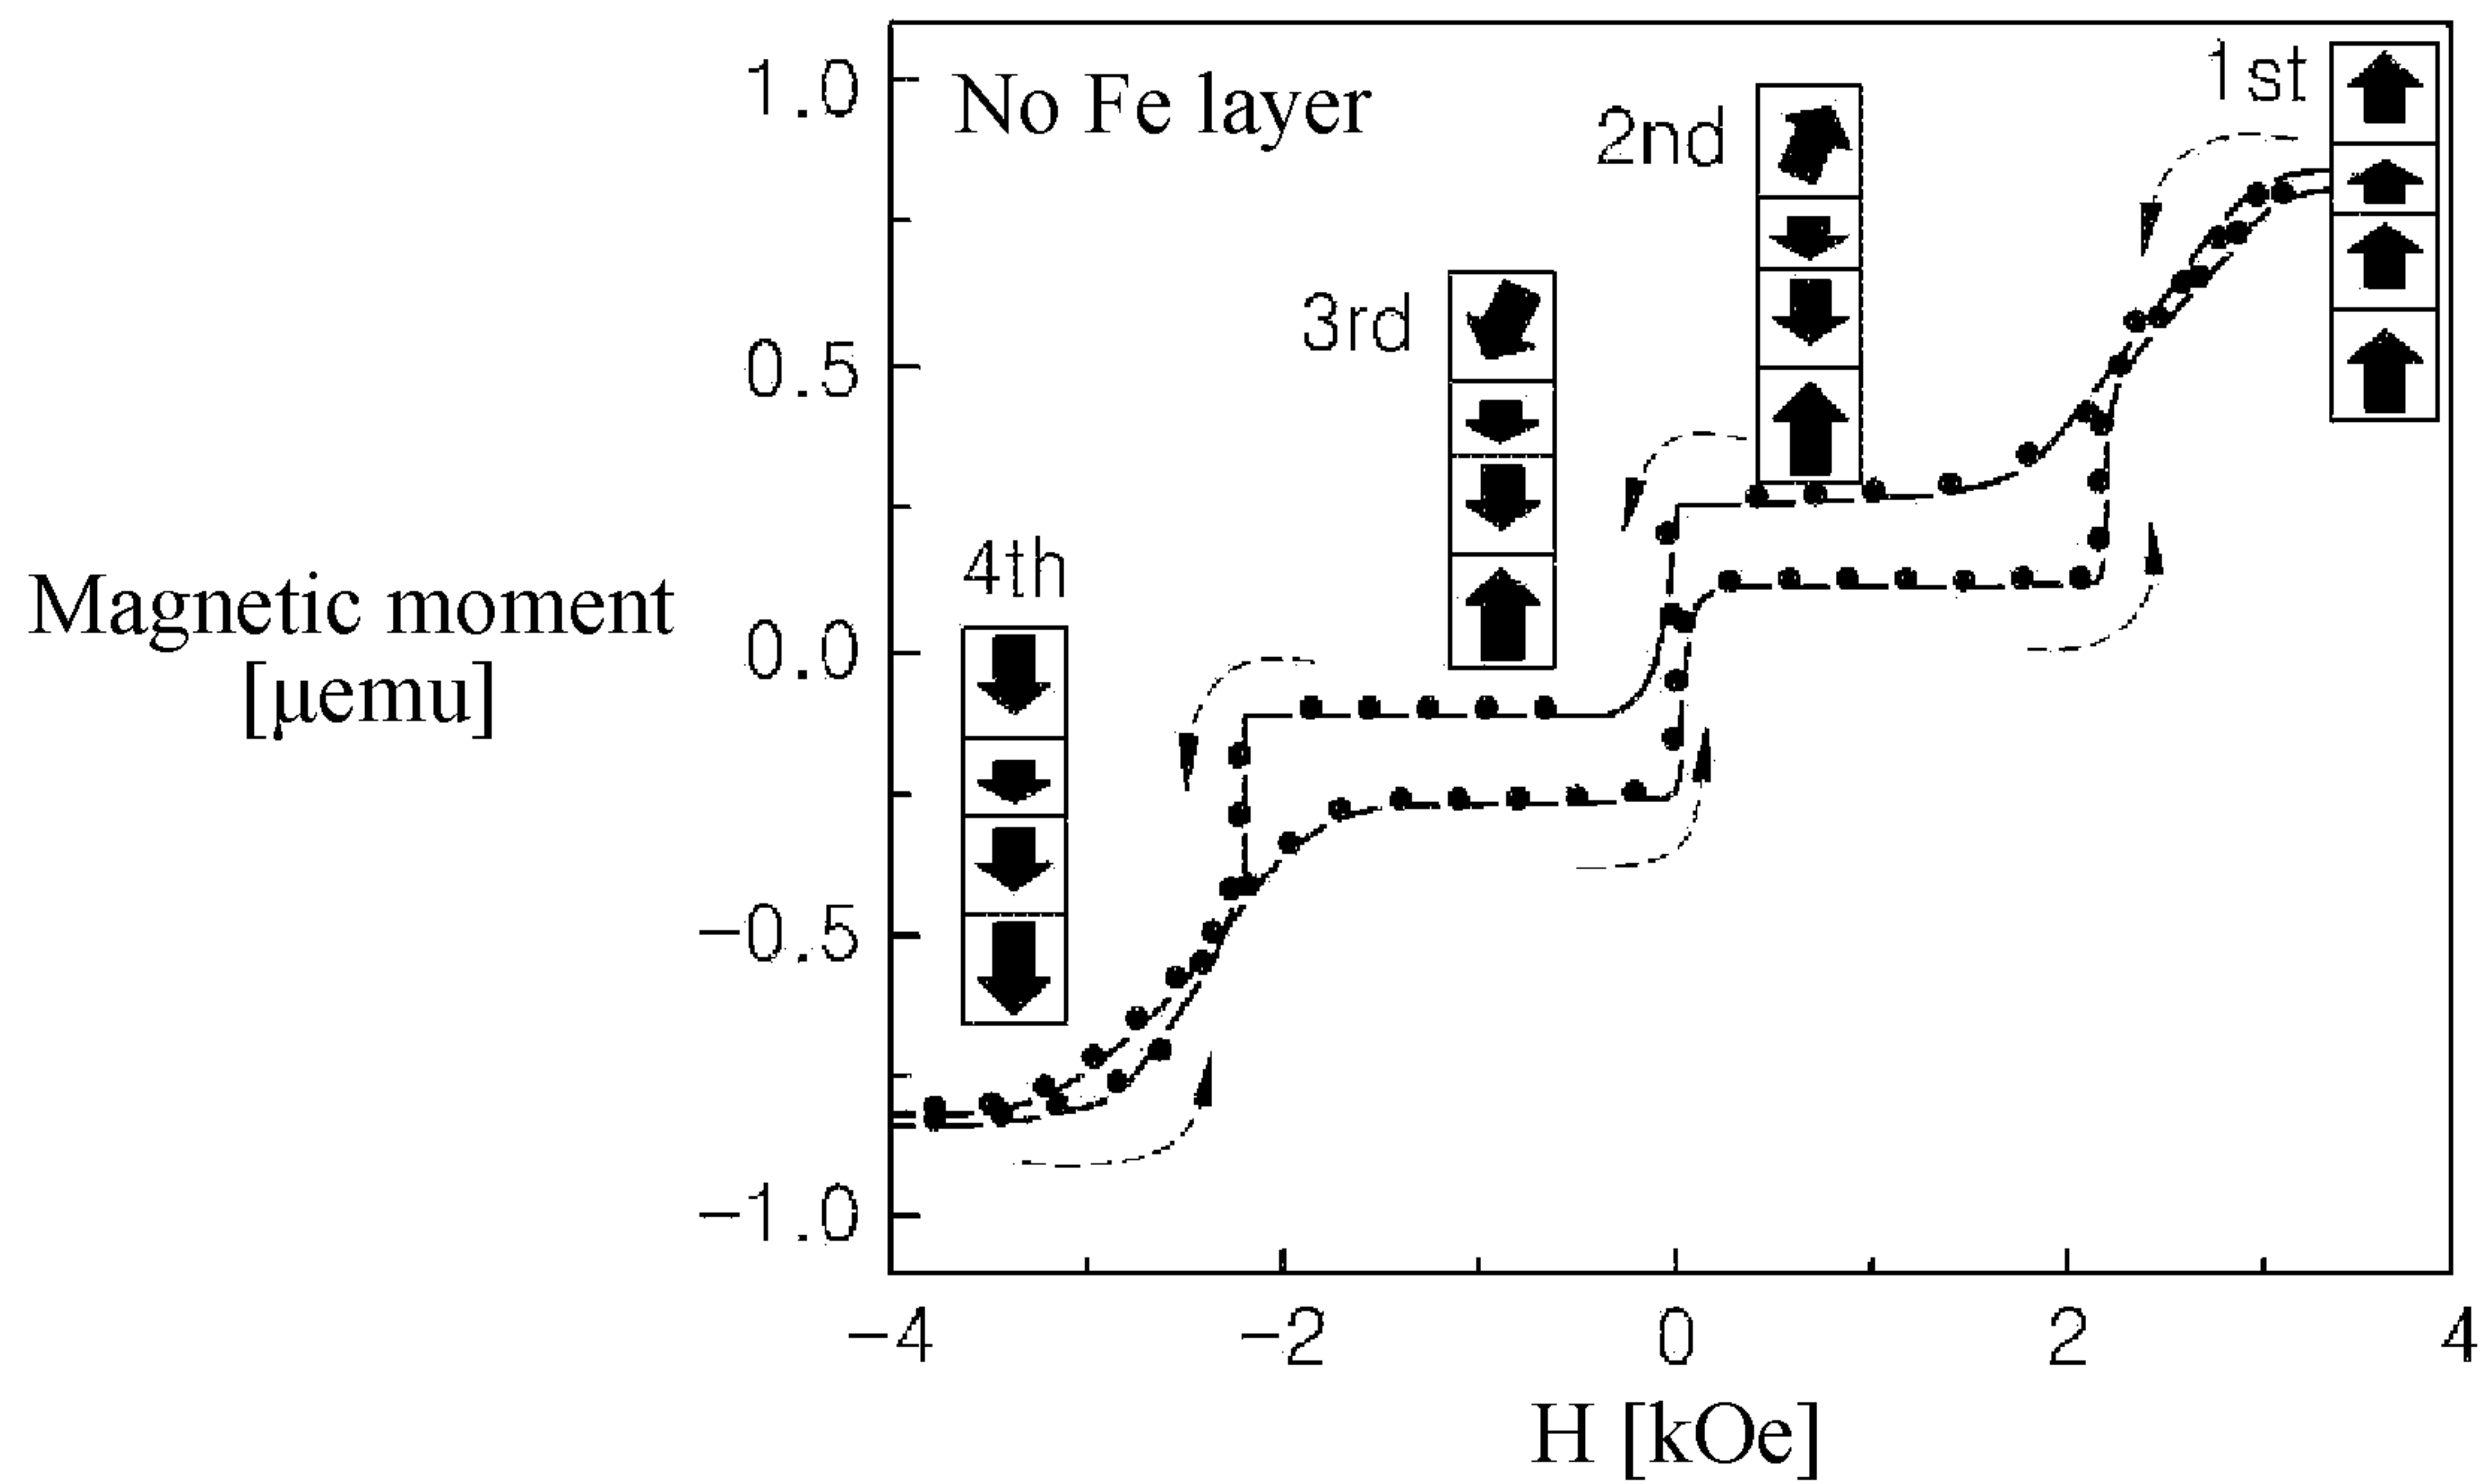 No Fe layer
1st
2nd
3rd
4th
1.0
0.5
0.0
−0.5
−1.0
Magnetic moment
[μemu]
−4
−2
0
2
4
H [kOe]